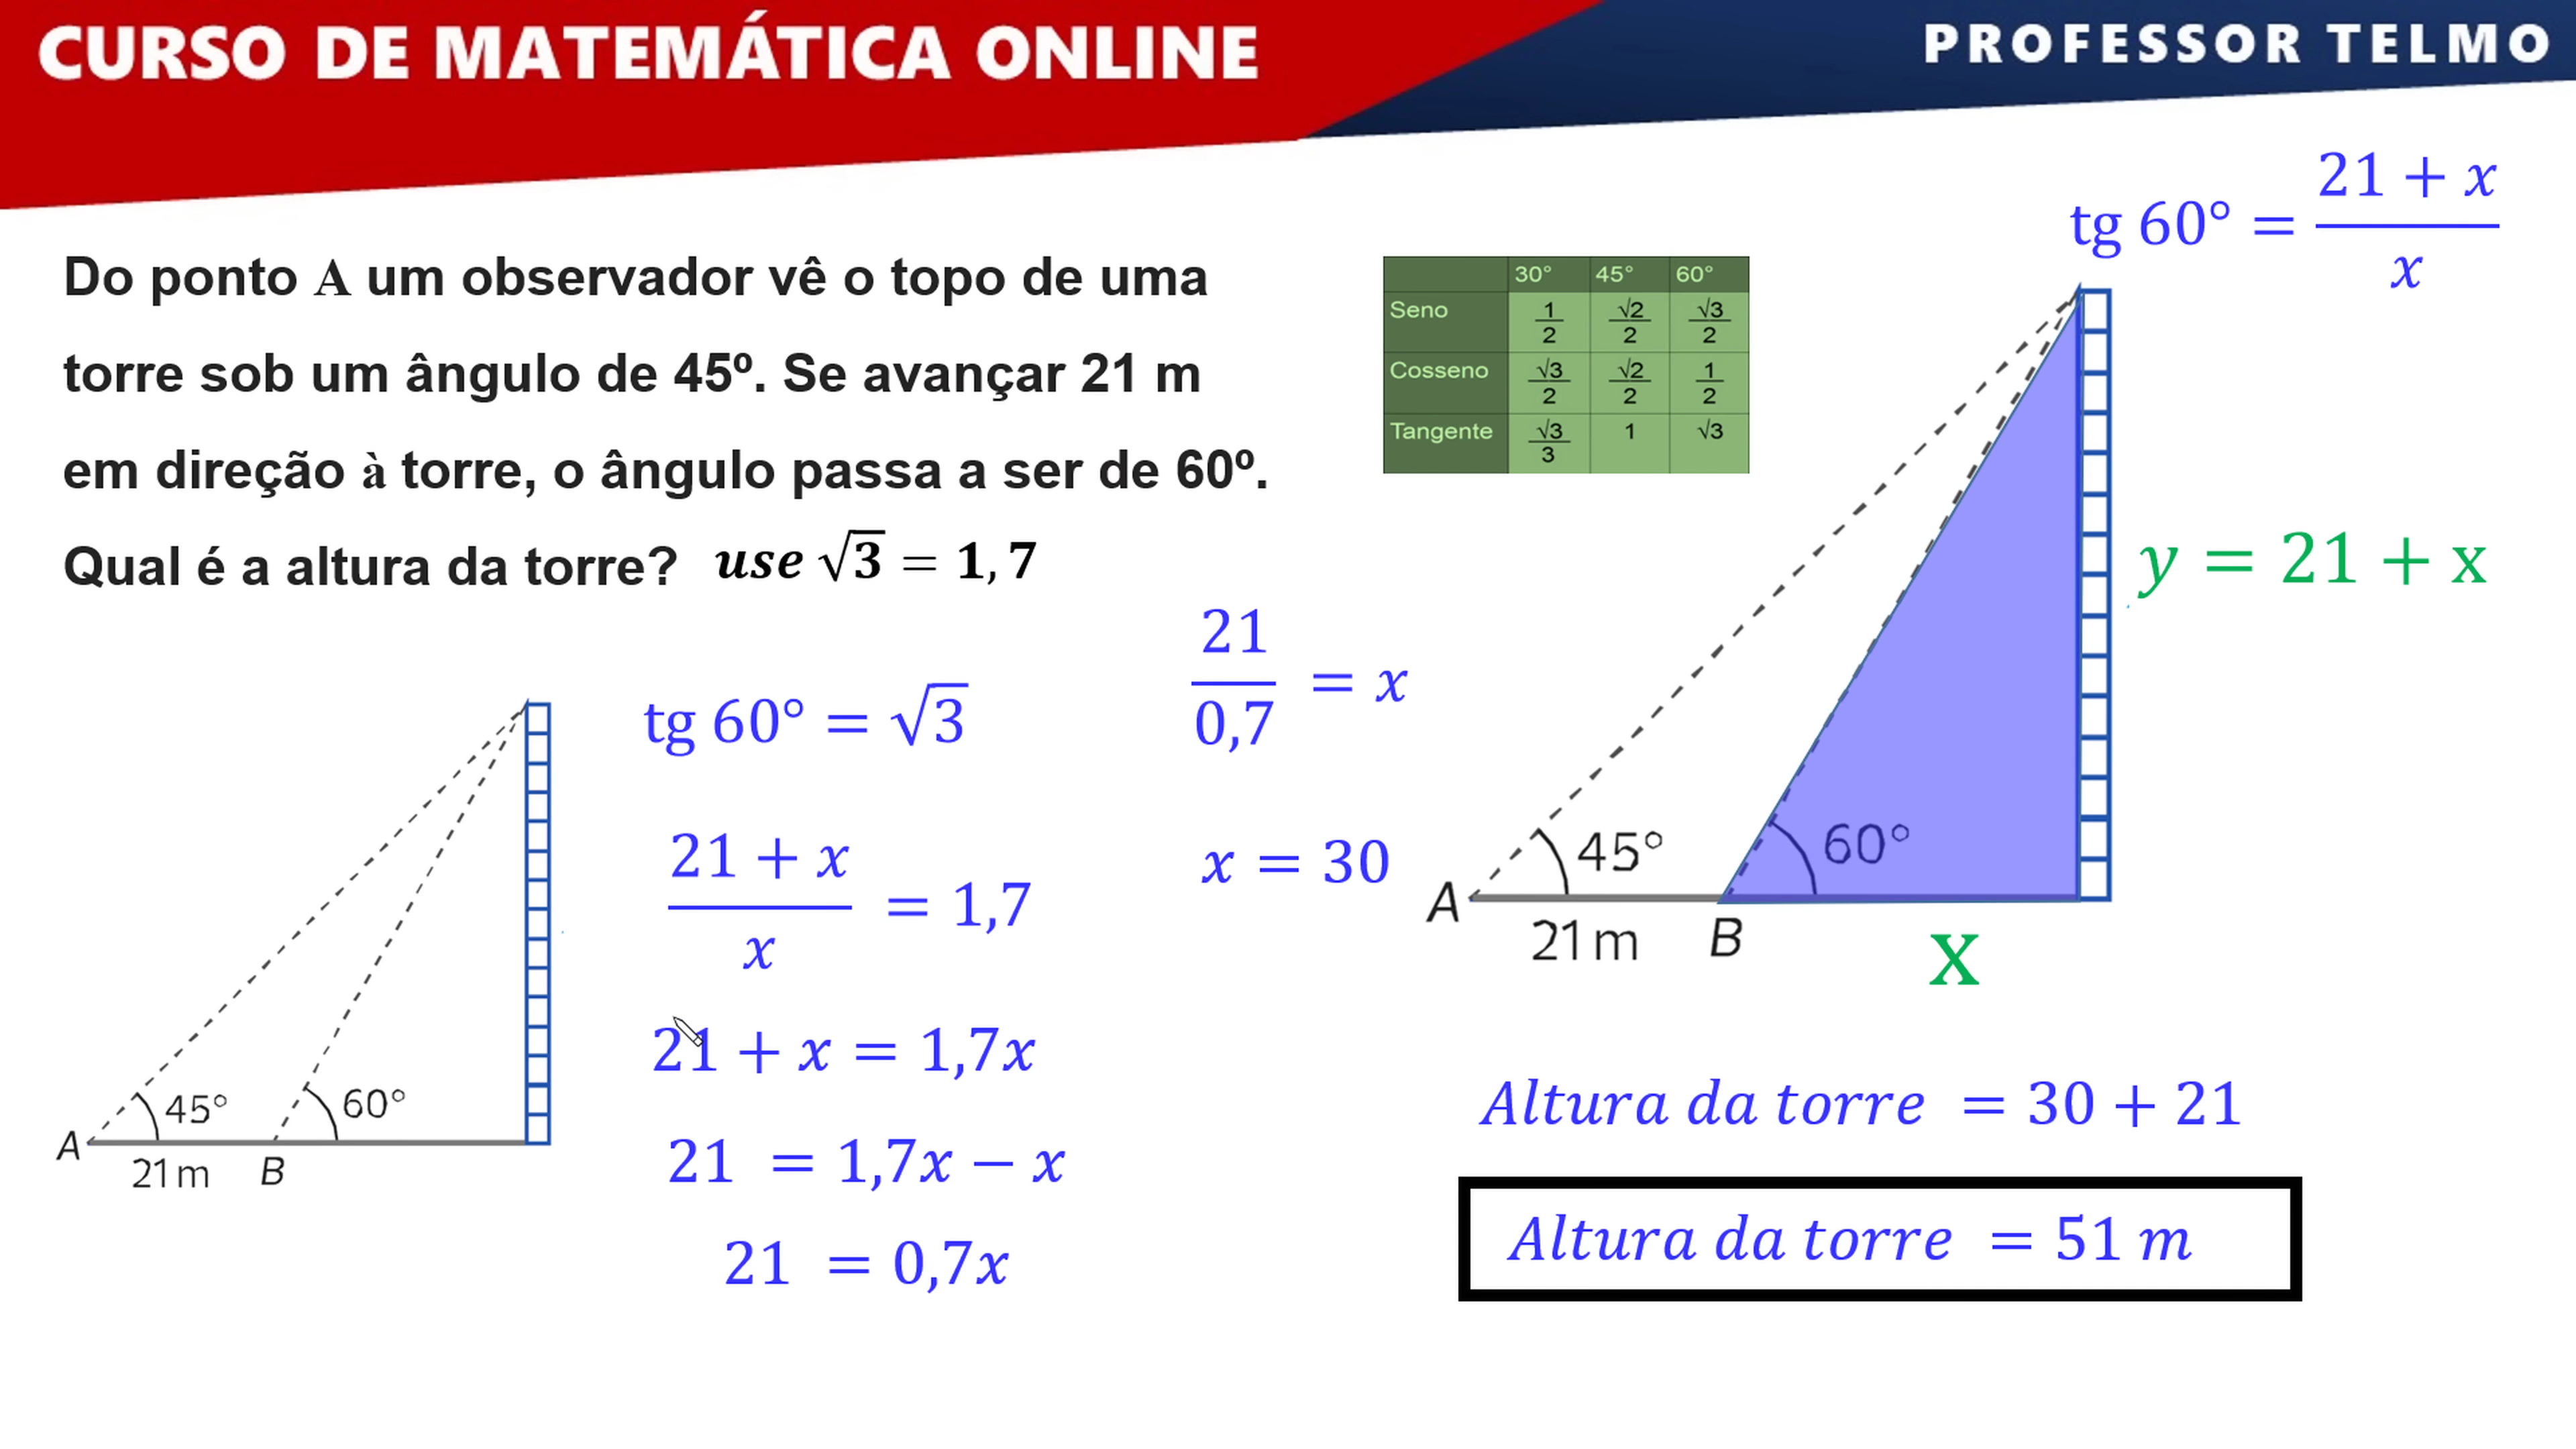 CURSO DE MATEMÁTICA ONLINE
PROFESSOR TELMO
Do ponto A um observador vê o topo de uma
torre sob um ângulo de 45º. Se avançar 21 m
em direção à torre, o ângulo passa a ser de 60º.
Qual é a altura da torre? use √3 = 1,7
30° 45° 60°
Seno 1/2 √2/2 √3/2
Cosseno √3/2 √2/2 1/2
Tangente √3/3 1 √3
tg 60° = (21 + x)/x
y = 21 + x
45°
60°
A
21 m
B
x
45°
60°
A
21 m
B
tg 60° = √3
(21 + x)/x = 1,7
21 + x = 1,7x
21 = 1,7x − x
21 = 0,7x
21/0,7 = x
x = 30
Altura da torre = 30 + 21
Altura da torre = 51 m